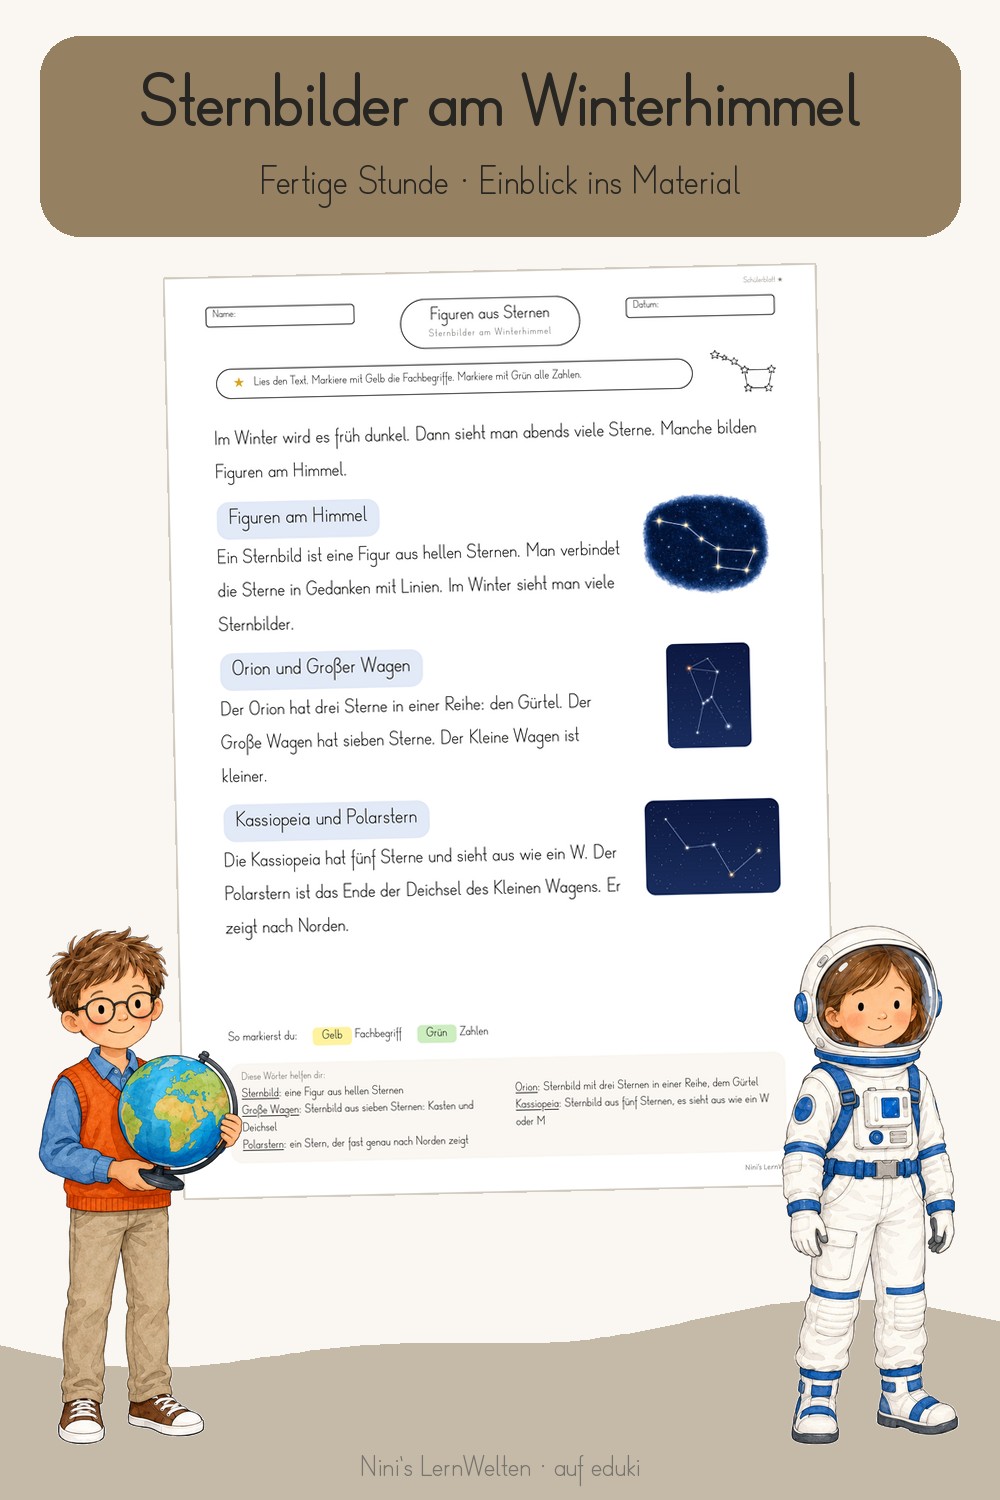 Sternbilder am Winterhimmel
Fertige Stunde · Einblick ins Material
Schülerblatt ★
Name:
Figuren aus Sternen
Sternbilder am Winterhimmel
Datum:
★ Lies den Text. Markiere mit Gelb die Fachbegriffe. Markiere mit Grün alle Zahlen.
Im Winter wird es früh dunkel. Dann sieht man abends viele Sterne. Manche bilden
Figuren am Himmel.
Figuren am Himmel
Ein Sternbild ist eine Figur aus hellen Sternen. Man verbindet
die Sterne in Gedanken mit Linien. Im Winter sieht man viele
Sternbilder.
Orion und Großer Wagen
Der Orion hat drei Sterne in einer Reihe: den Gürtel. Der
Große Wagen hat sieben Sterne. Der Kleine Wagen ist
kleiner.
Kassiopeia und Polarstern
Die Kassiopeia hat fünf Sterne und sieht aus wie ein W. Der
Polarstern ist das Ende der Deichsel des Kleinen Wagens. Er
zeigt nach Norden.
So markierst du: Gelb Fachbegriff Grün Zahlen
Diese Wörter helfen dir:
Sternbild: eine Figur aus hellen Sternen
Große Wagen: Sternbild aus sieben Sternen: Kasten und
Deichsel
Polarstern: ein Stern, der fast genau nach Norden zeigt
Orion: Sternbild mit drei Sternen in einer Reihe, dem Gürtel
Kassiopeia: Sternbild aus fünf Sternen, es sieht aus wie ein W
oder M
Nini's LernW
Nini's LernWelten · auf eduki